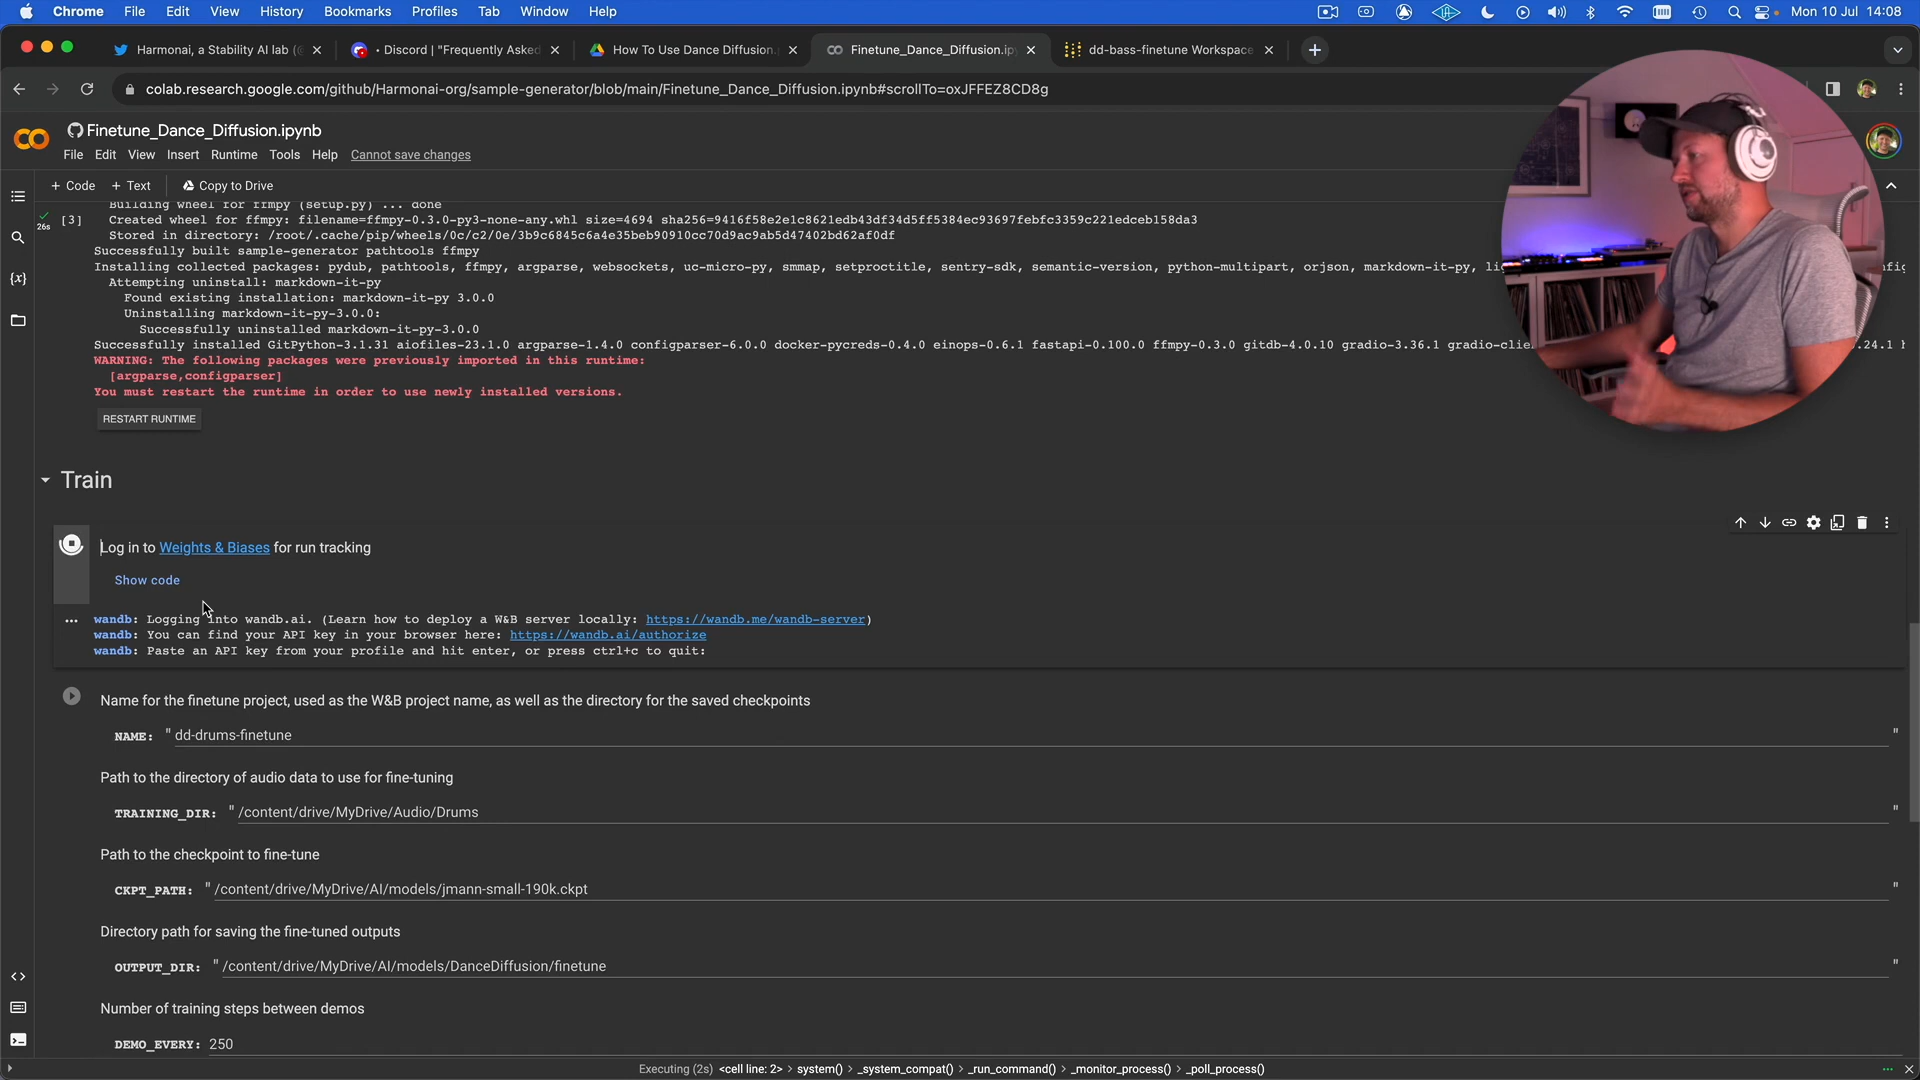 Chrome File Edit View History Bookmarks Profiles Tab Window Help Mon 10 Jul 14:08
Harmonai, a Stability AI lab (@ Discord | "Frequently Asked How To Use Dance Diffusion. Finetune_Dance_Diffusion.ip dd-bass-finetune Workspace
colab.research.google.com/github/Harmonai-org/sample-generator/blob/main/Finetune_Dance_Diffusion.ipynb#scrollTo=oxJFFEZ8CD8g
Finetune_Dance_Diffusion.ipynb
File Edit View Insert Runtime Tools Help Cannot save changes
+ Code + Text Copy to Drive
Building wheel for ffmpy (setup.py) ... done
[3] Created wheel for ffmpy: filename=ffmpy-0.3.0-py3-none-any.whl size=4694 sha256=9416f58e2e1c8621edb43df34d5ff5384ec93697febfc3359c221edceb158da3
26s
Stored in directory: /root/.cache/pip/wheels/0c/c2/0e/3b9c6845c6a4e35beb90910cc70d9ac9ab5d47402bd62af0df
Successfully built sample-generator pathtools ffmpy
Installing collected packages: pydub, pathtools, ffmpy, argparse, websockets, uc-micro-py, smmap, setproctitle, sentry-sdk, semantic-version, python-multipart, orjson, markdown-it-py,
Attempting uninstall: markdown-it-py
Found existing installation: markdown-it-py 3.0.0
Uninstalling markdown-it-py-3.0.0:
Successfully uninstalled markdown-it-py-3.0.0
Successfully installed GitPython-3.1.31 aiofiles-23.1.0 argparse-1.4.0 configparser-6.0.0 docker-pycreds-0.4.0 einops-0.6.1 fastapi-0.100.0 ffmpy-0.3.0 gitdb-4.0.10 gradio-3.36.1 gradio-clie .24.1 h
WARNING: The following packages were previously imported in this runtime:
[argparse,configparser]
You must restart the runtime in order to use newly installed versions.
RESTART RUNTIME
Train
Log in to Weights & Biases for run tracking
Show code
wandb: Logging into wandb.ai. (Learn how to deploy a W&B server locally: https://wandb.me/wandb-server)
wandb: You can find your API key in your browser here: https://wandb.ai/authorize
wandb: Paste an API key from your profile and hit enter, or press ctrl+c to quit:
Name for the finetune project, used as the W&B project name, as well as the directory for the saved checkpoints
NAME: " dd-drums-finetune "
Path to the directory of audio data to use for fine-tuning
TRAINING_DIR: " /content/drive/MyDrive/Audio/Drums "
Path to the checkpoint to fine-tune
CKPT_PATH: " /content/drive/MyDrive/AI/models/jmann-small-190k.ckpt "
Directory path for saving the fine-tuned outputs
OUTPUT_DIR: " /content/drive/MyDrive/AI/models/DanceDiffusion/finetune "
Number of training steps between demos
DEMO_EVERY: 250
Executing (2s) <cell line: 2> > system() > _system_compat() > _run_command() > _monitor_process() > _poll_process()